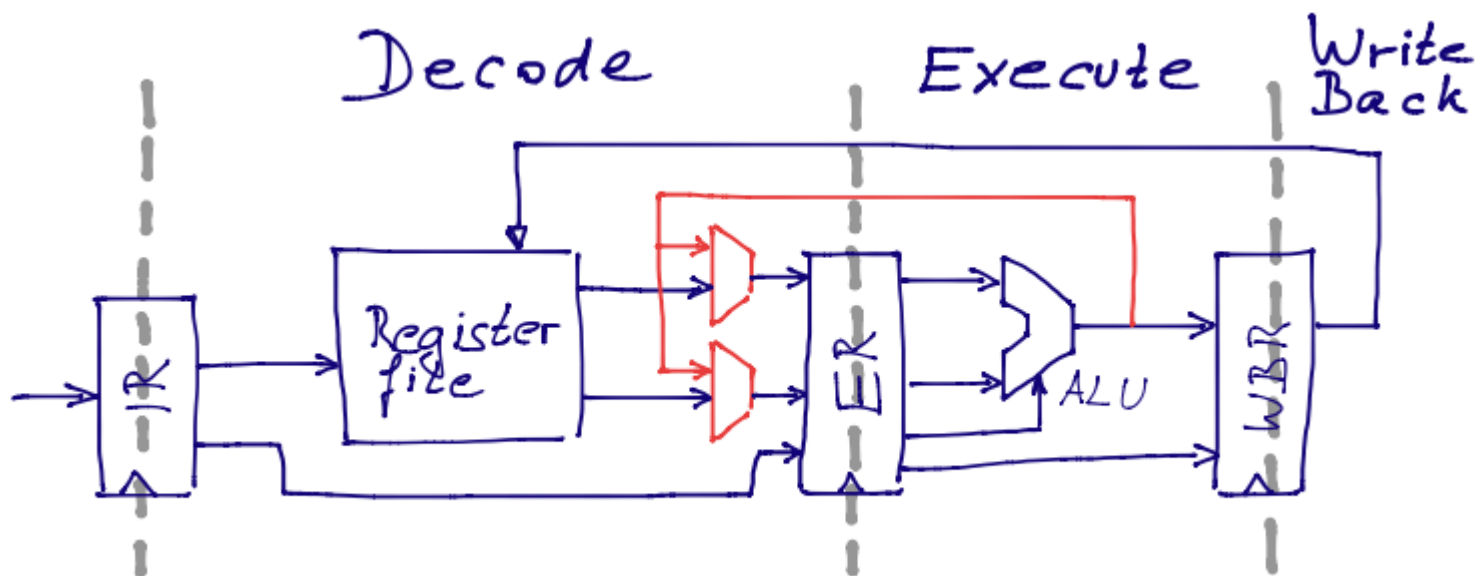 Decode
Execute
Write
Back
IR
Register
file
ER
ALU
WBR